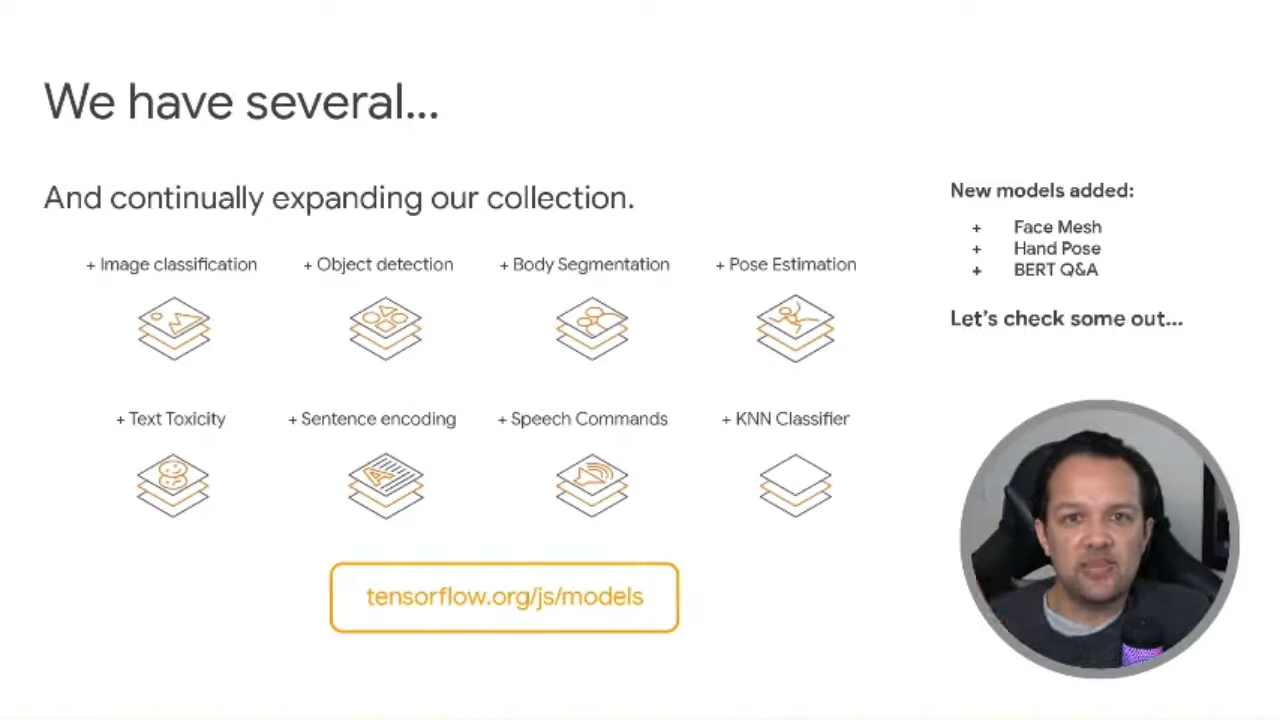 We have several...
And continually expanding our collection.
+ Image classification
+ Object detection
+ Body Segmentation
+ Pose Estimation
+ Text Toxicity
+ Sentence encoding
+ Speech Commands
+ KNN Classifier
tensorflow.org/js/models
New models added:
+ Face Mesh
+ Hand Pose
+ BERT Q&A
Let's check some out...